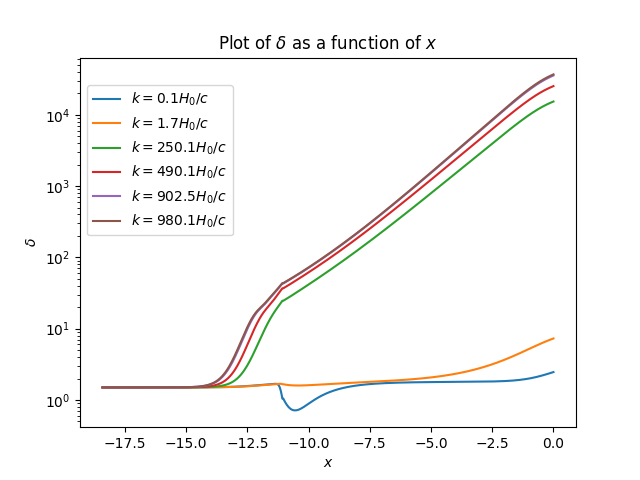 Plot of δ as a function of x
δ
10⁴
10³
10²
10¹
10⁰
k = 0.1H₀/c
k = 1.7H₀/c
k = 250.1H₀/c
k = 490.1H₀/c
k = 902.5H₀/c
k = 980.1H₀/c
−17.5 −15.0 −12.5 −10.0 −7.5 −5.0 −2.5 0.0
x